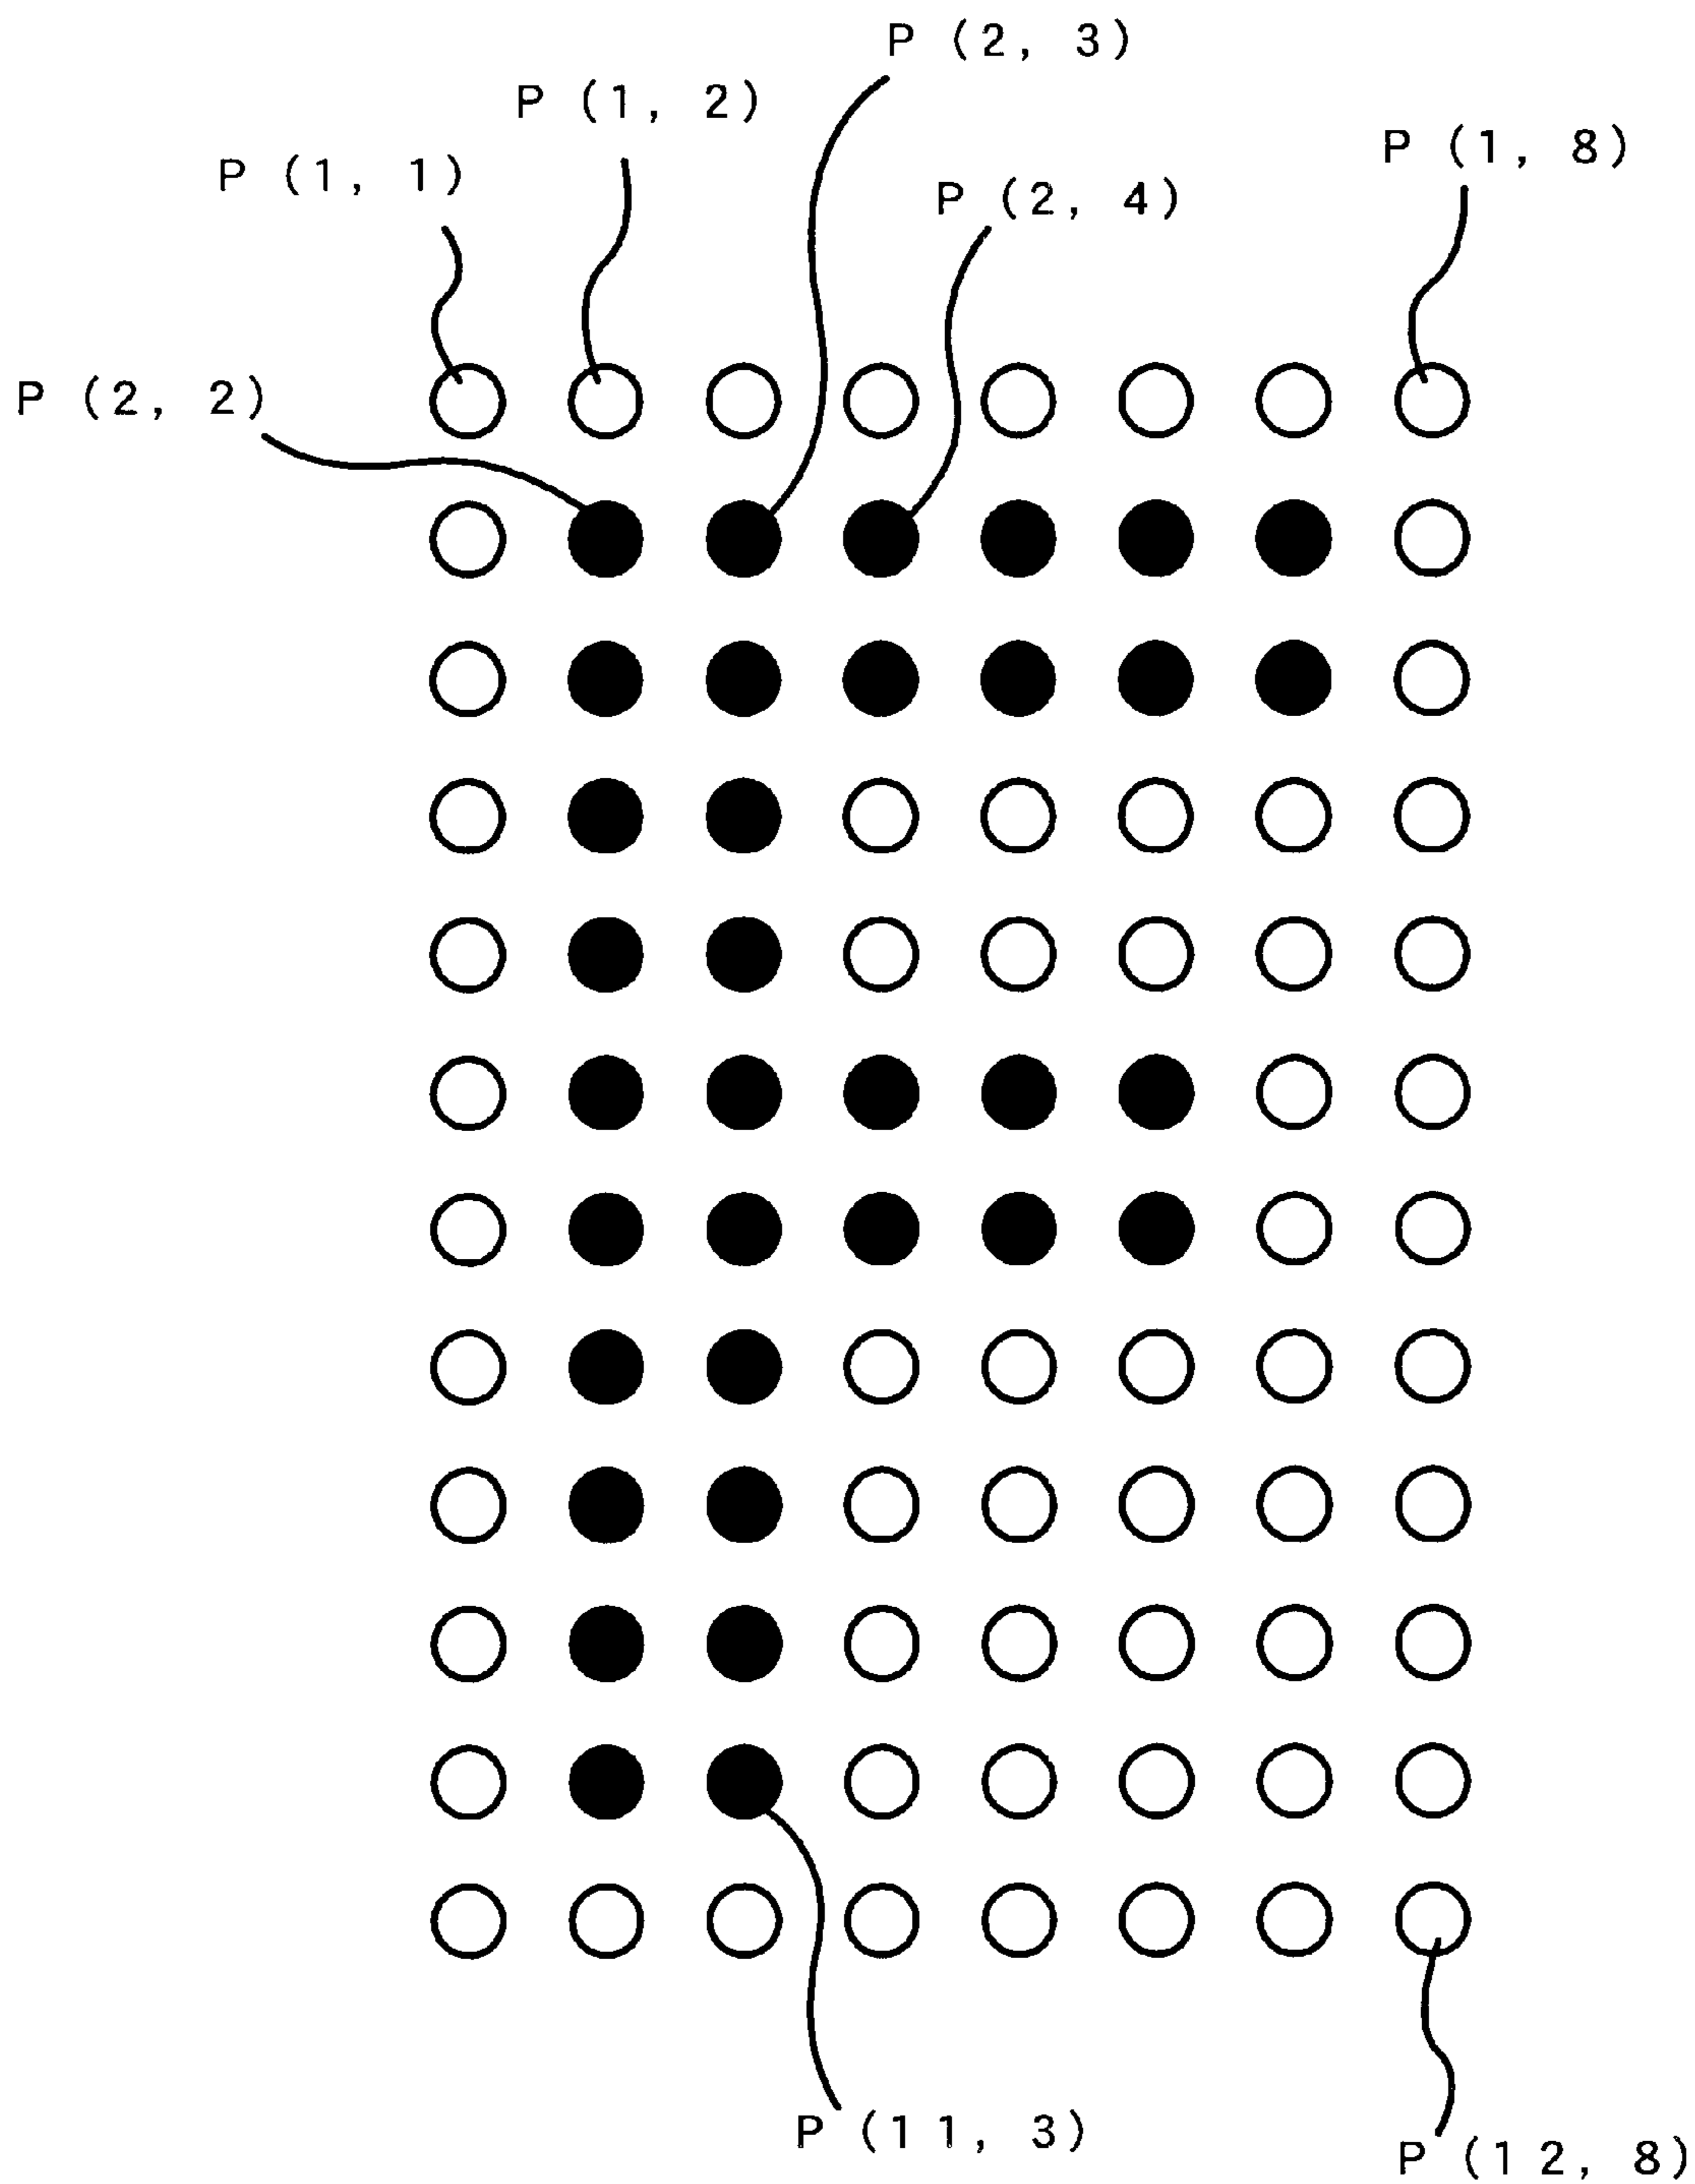 P (2, 3)
P (1, 2)
P (1, 8)
P (1, 1)
P (2, 4)
P (2, 2)
P (11, 3)
P (12, 8)